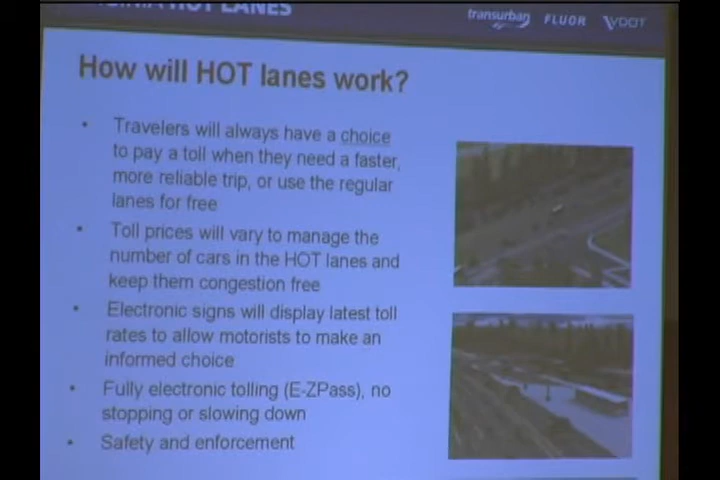 HOT LANES
transurban FLUOR VDOT
How will HOT lanes work?
• Travelers will always have a choice
to pay a toll when they need a faster,
more reliable trip, or use the regular
lanes for free
• Toll prices will vary to manage the
number of cars in the HOT lanes and
keep them congestion free
• Electronic signs will display latest toll
rates to allow motorists to make an
informed choice
• Fully electronic tolling (E-ZPass), no
stopping or slowing down
• Safety and enforcement